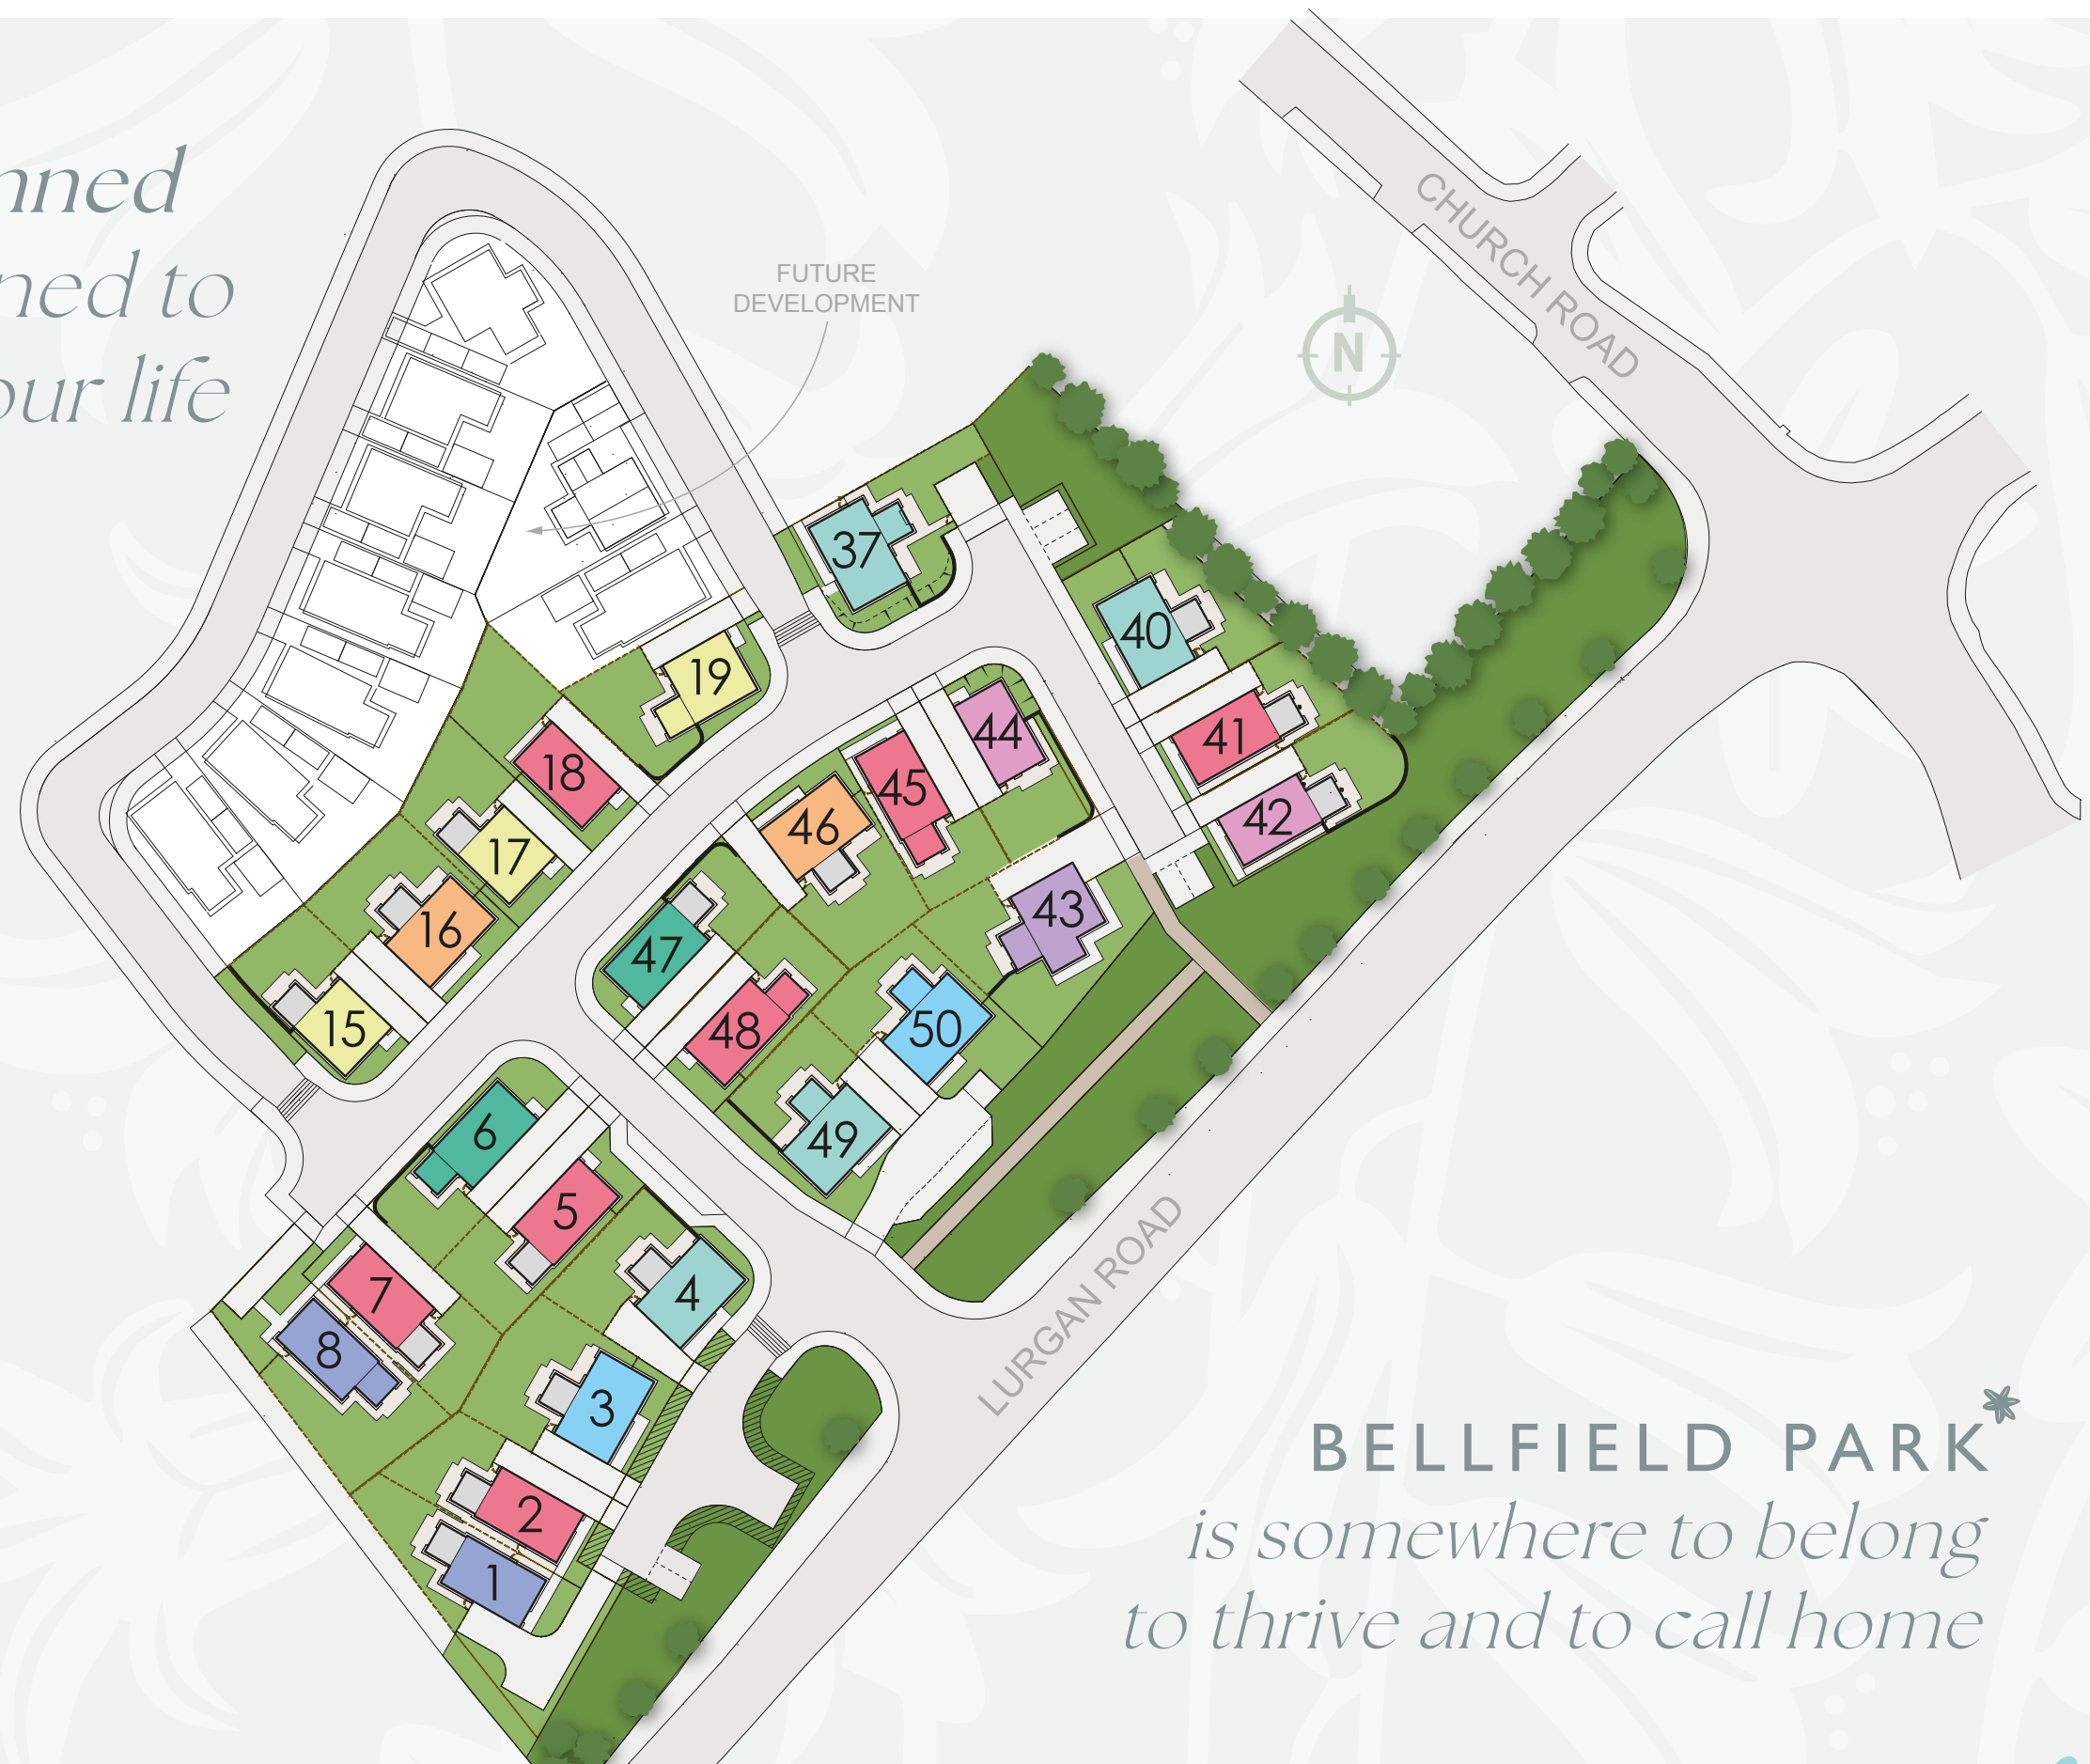 nned
ned to
our life
FUTURE
DEVELOPMENT
CHURCH ROAD
N
37
40
19
41
44
18
45
42
46
17
43
16
47
50
15
48
49
6
5
4
7
8
3
2
1
LURGAN ROAD
BELLFIELD PARK*
is somewhere to belong
to thrive and to call home